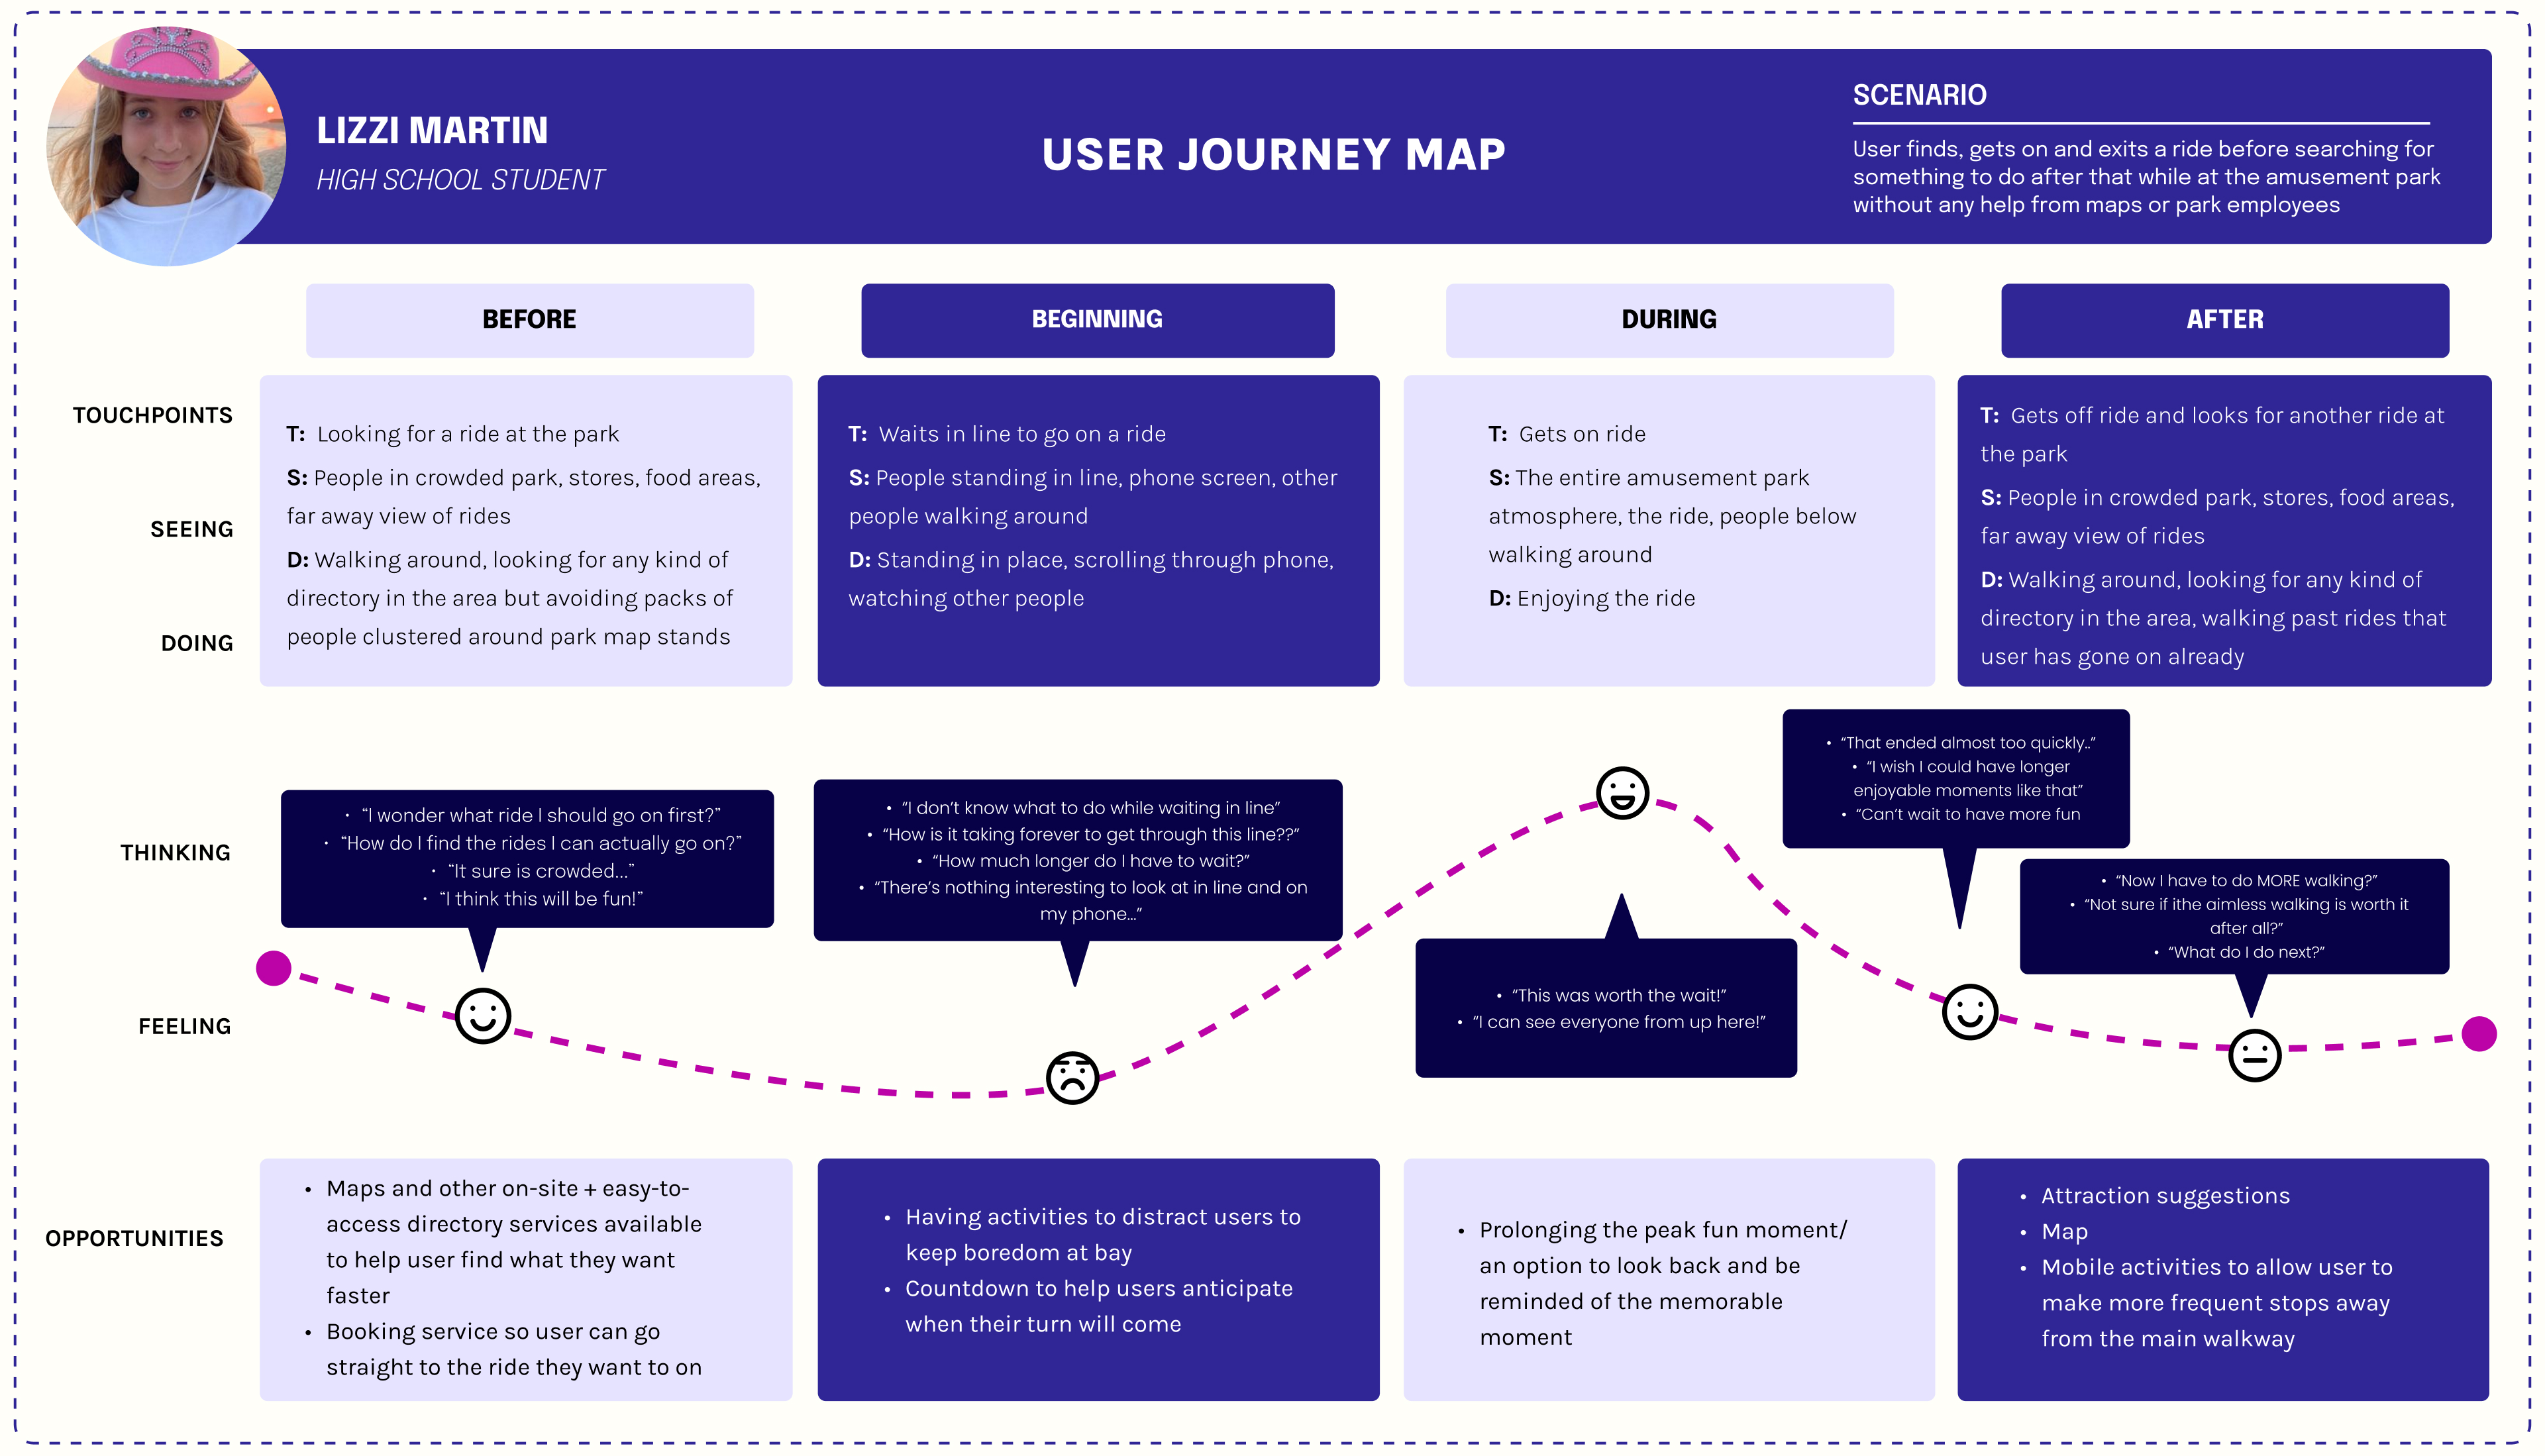 LIZZI MARTIN
HIGH SCHOOL STUDENT
USER JOURNEY MAP
SCENARIO
User finds, gets on and exits a ride before searching for
something to do after that while at the amusement park
without any help from maps or park employees
BEFORE
BEGINNING
DURING
AFTER
TOUCHPOINTS
SEEING
DOING
T: Looking for a ride at the park
S: People in crowded park, stores, food areas,
far away view of rides
D: Walking around, looking for any kind of
directory in the area but avoiding packs of
people clustered around park map stands
T: Waits in line to go on a ride
S: People standing in line, phone screen, other
people walking around
D: Standing in place, scrolling through phone,
watching other people
T: Gets on ride
S: The entire amusement park
atmosphere, the ride, people below
walking around
D: Enjoying the ride
T: Gets off ride and looks for another ride at
the park
S: People in crowded park, stores, food areas,
far away view of rides
D: Walking around, looking for any kind of
directory in the area, walking past rides that
user has gone on already
THINKING
• “I wonder what ride I should go on first?”
• “How do I find the rides I can actually go on?”
• “It sure is crowded...”
• “I think this will be fun!”
• “I don’t know what to do while waiting in line”
• “How is it taking forever to get through this line??”
• “How much longer do I have to wait?”
• “There’s nothing interesting to look at in line and on
my phone...”
• “This was worth the wait!”
• “I can see everyone from up here!”
• “That ended almost too quickly..”
• “I wish I could have longer
enjoyable moments like that”
• “Can’t wait to have more fun
• “Now I have to do MORE walking?”
• “Not sure if ithe aimless walking is worth it
after all?”
• “What do I do next?”
FEELING
OPPORTUNITIES
• Maps and other on-site + easy-to-
access directory services available
to help user find what they want
faster
• Booking service so user can go
straight to the ride they want to on
• Having activities to distract users to
keep boredom at bay
• Countdown to help users anticipate
when their turn will come
• Prolonging the peak fun moment/
an option to look back and be
reminded of the memorable
moment
• Attraction suggestions
• Map
• Mobile activities to allow user to
make more frequent stops away
from the main walkway